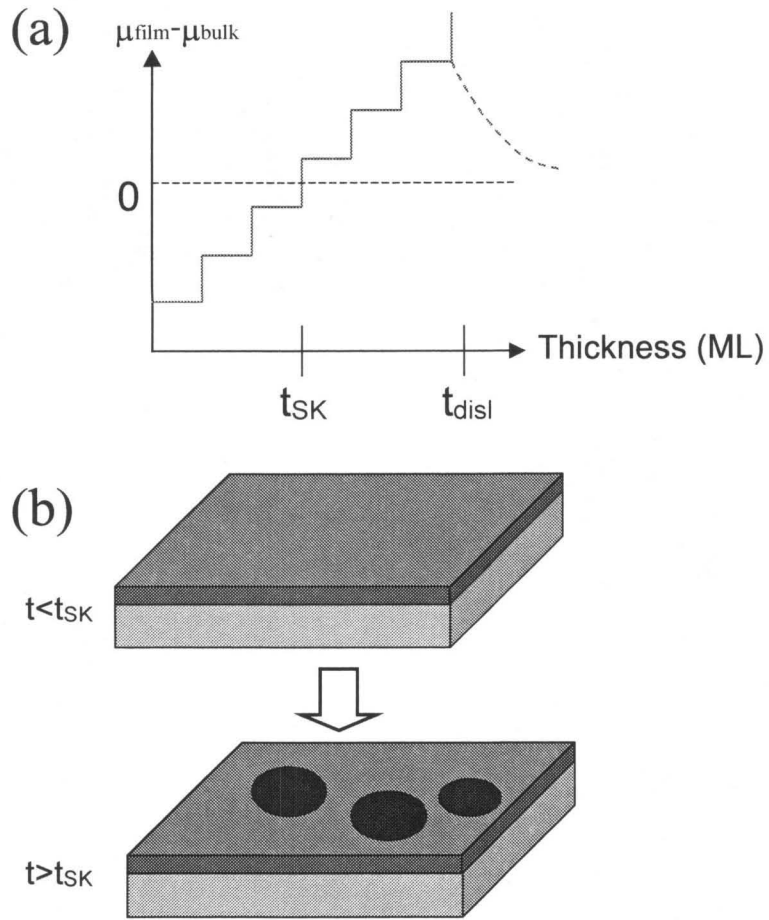 (a)
μfilm-μbulk
0
Thickness (ML)
tSK
tdisl
(b)
t<tSK
t>tSK